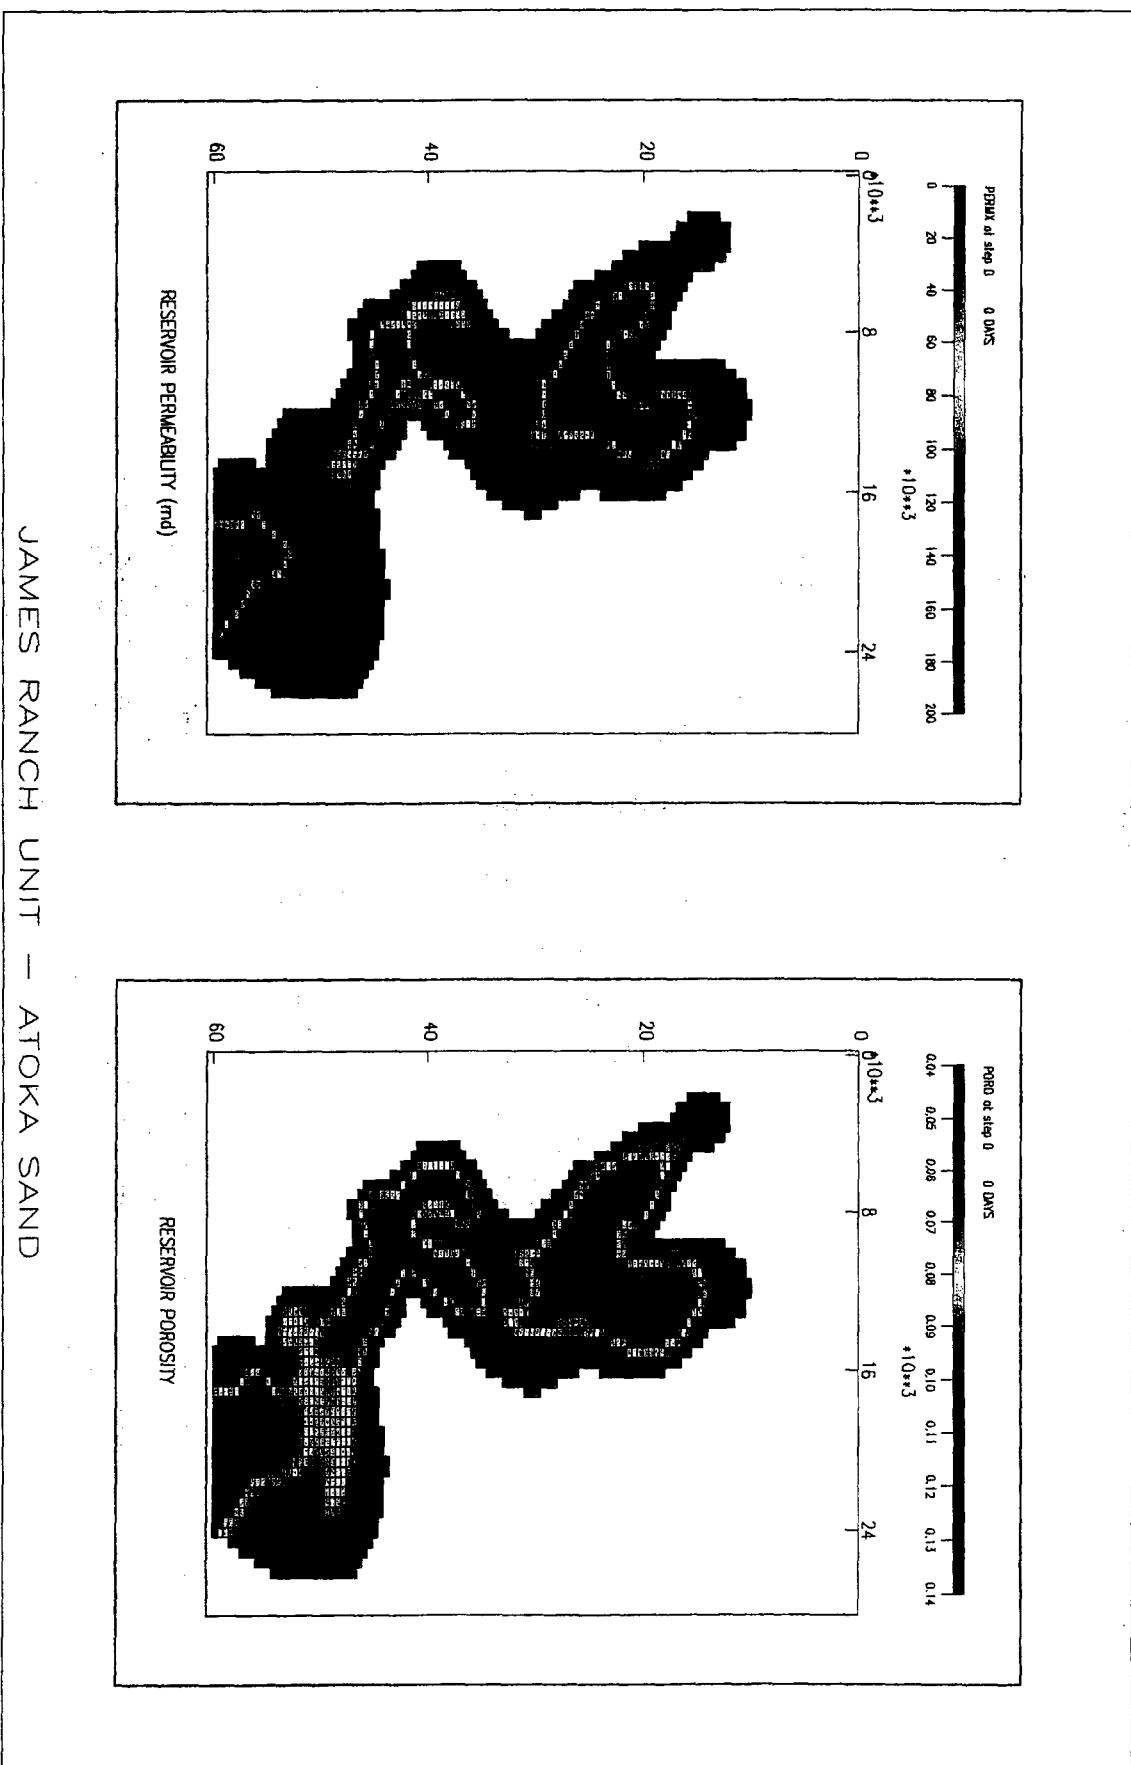 PERMX at step 0   0 DAYS
0 20 40 60 80 100 120 140 160 180 200
*10**3
0 8 16 24
*10**3
0
20
40
60
RESERVOIR PERMEABILITY (md)
PORO at step 0   0 DAYS
0.04 0.05 0.06 0.07 0.08 0.09 0.10 0.11 0.12 0.13 0.14
*10**3
0 8 16 24
*10**3
0
20
40
60
RESERVOIR POROSITY
JAMES RANCH UNIT — ATOKA SAND